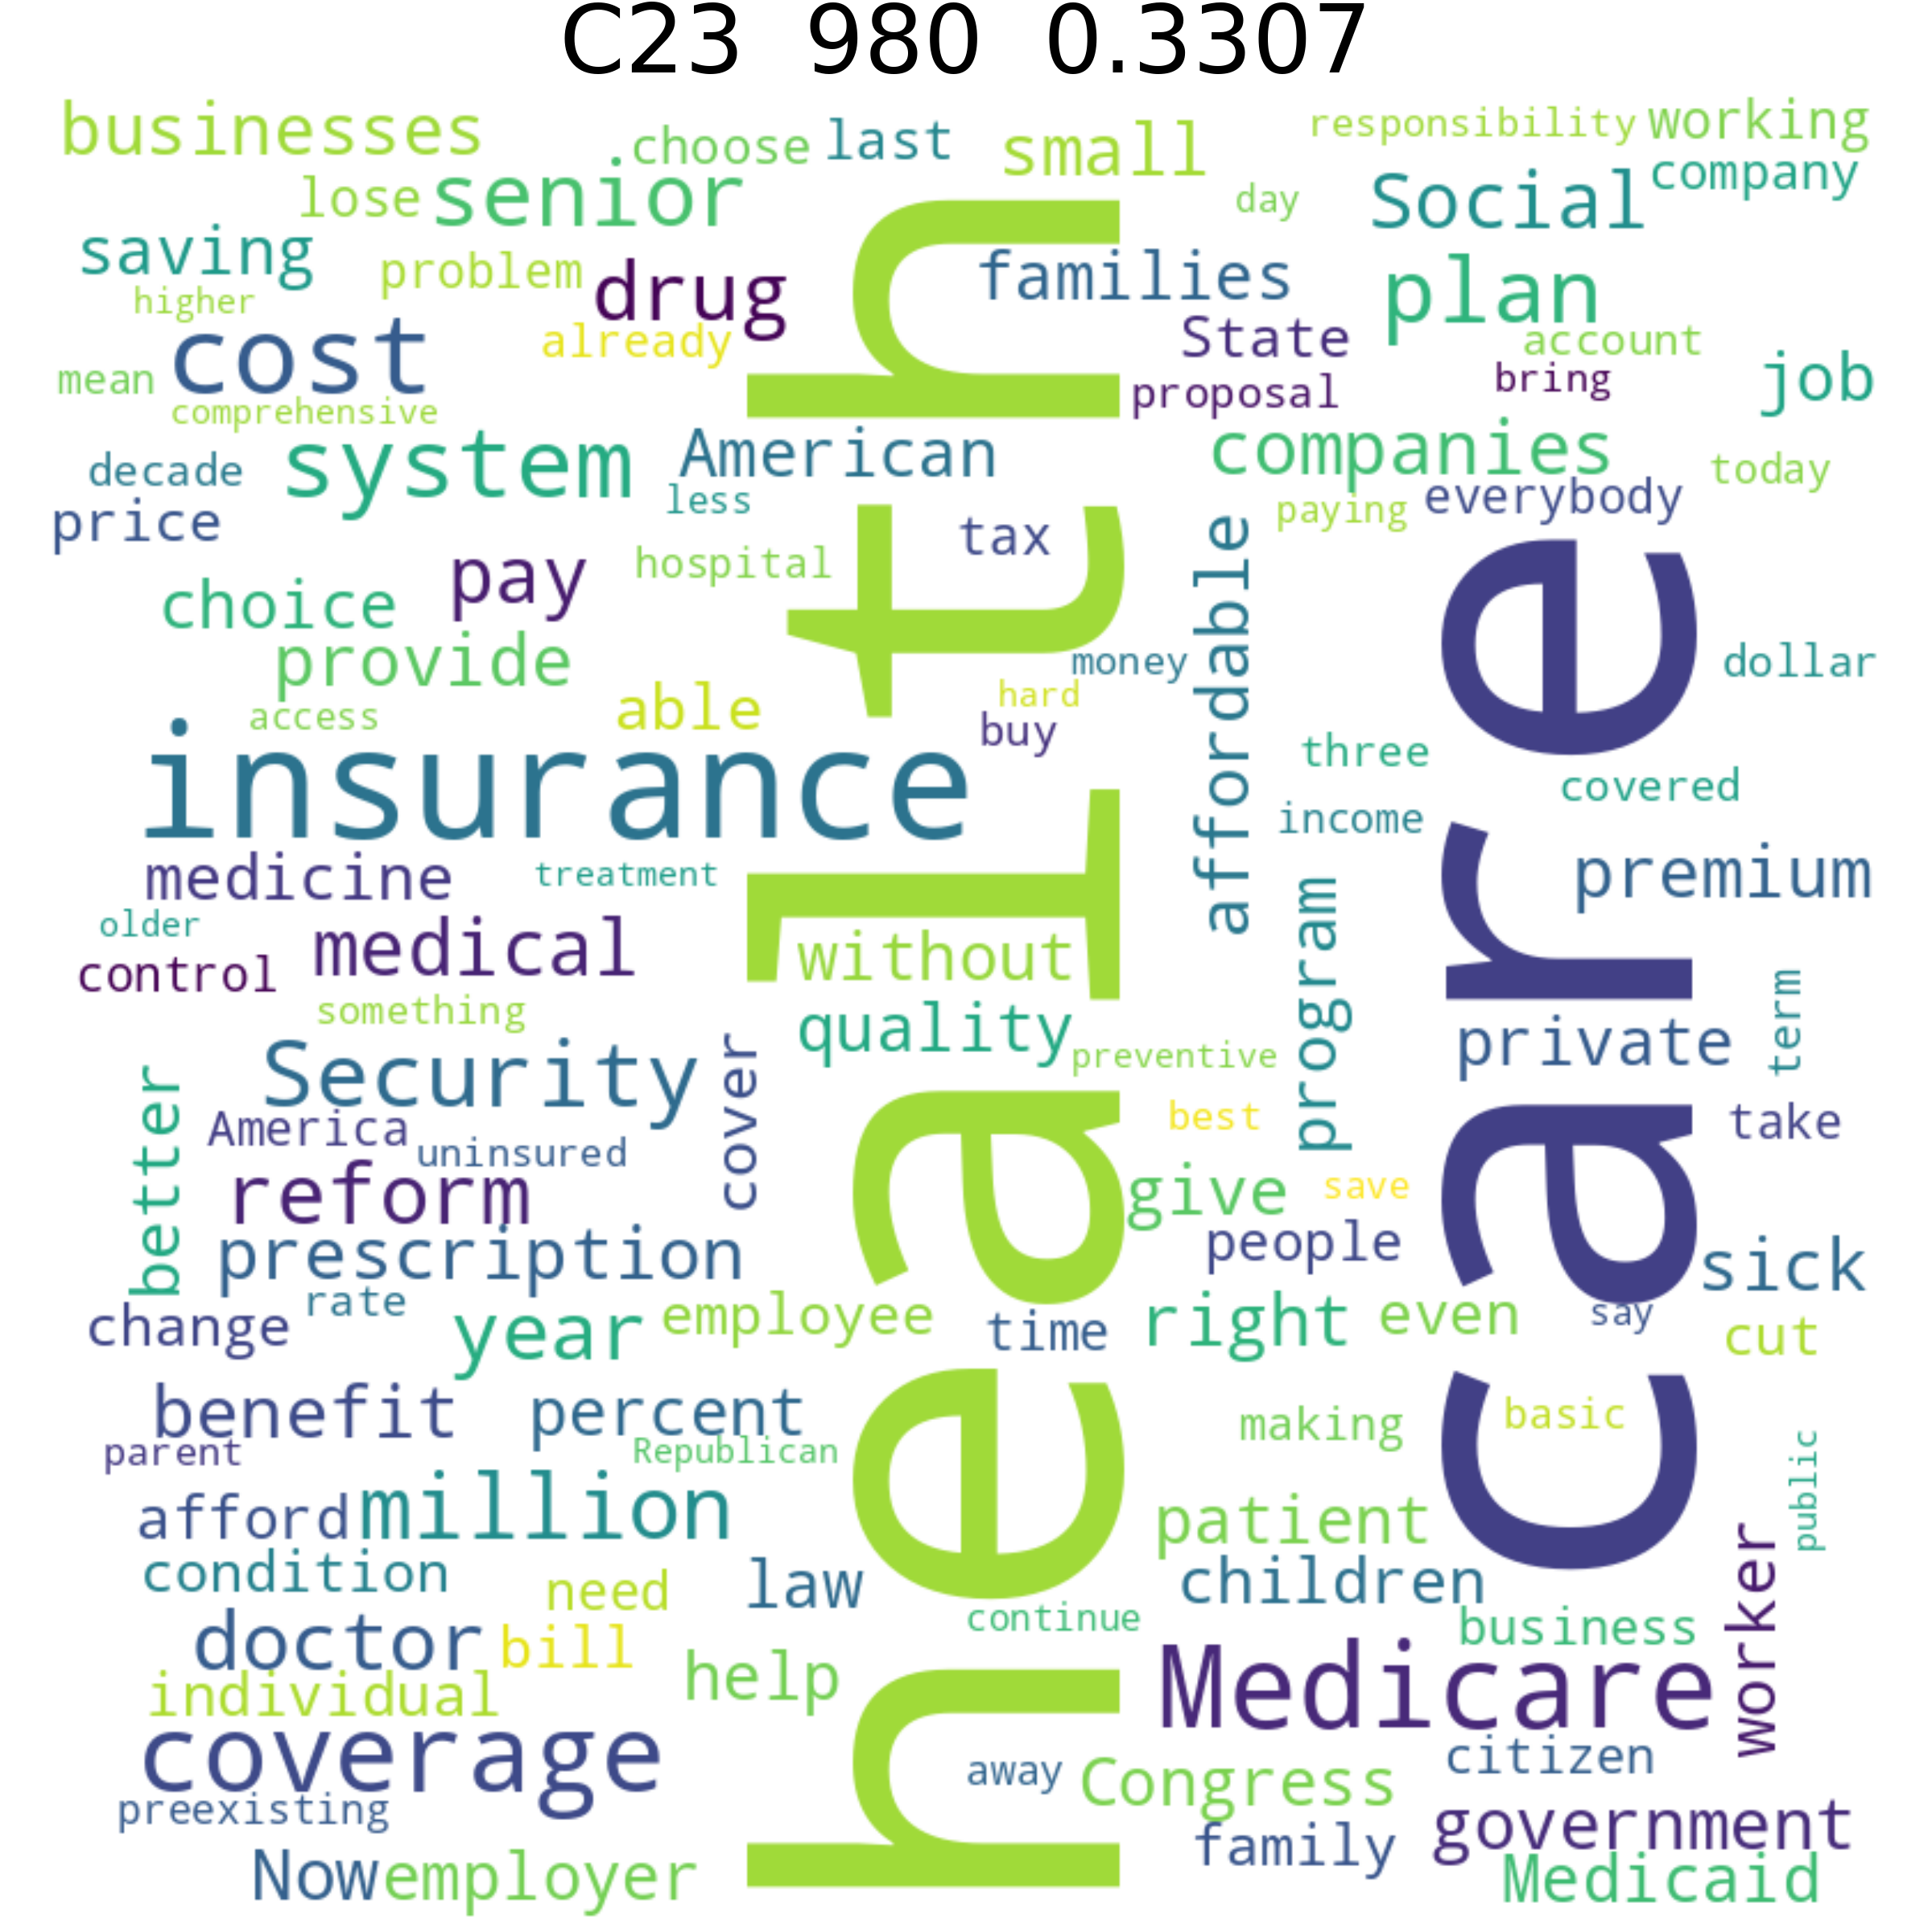 C23 980 0.3307
businesses
choose
last
small
responsibility
working
lose
senior
day
Social
company
saving
problem
drug
families
plan
higher
cost
already
State
account
mean
proposal
bring
job
comprehensive
system
American
companies
today
decade
less
paying
everybody
price
tax
pay
hospital
affordable
choice
provide
money
dollar
access
able
hard
buy
insurance
three
covered
income
medicine
treatment
premium
older
medical
control
without
program
term
something
quality
private
Security
cover
preventive
better
America
uninsured
best
take
reform
give
save
prescription
people
sick
change
rate
year
employee
time
right
even
say
cut
benefit
percent
making
basic
parent
Republican
public
afford
million
patient
condition
need
law
children
worker
continue
business
doctor
bill
help
Medicare
individual
coverage
away
Congress
citizen
preexisting
family
government
Now
employer
Medicaid
health
care